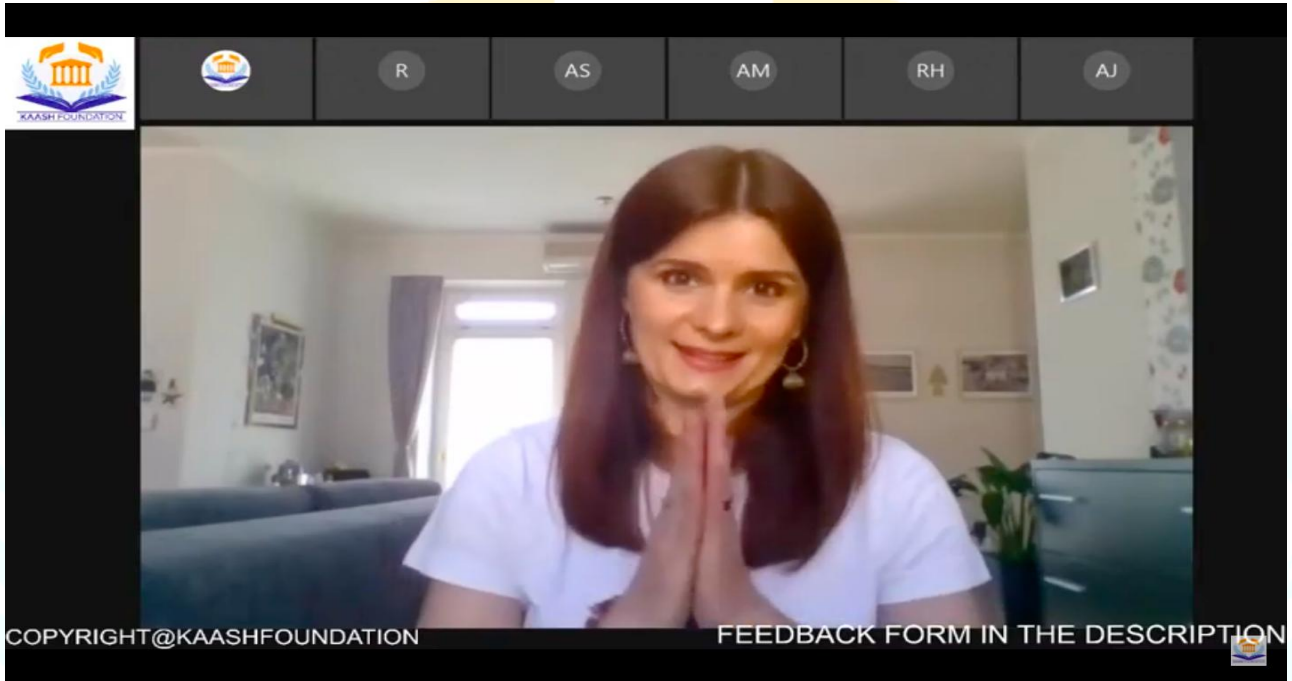 KAASH FOUNDATION
R
AS
AM
RH
AJ
COPYRIGHT@KAASHFOUNDATION
FEEDBACK FORM IN THE DESCRIPTION